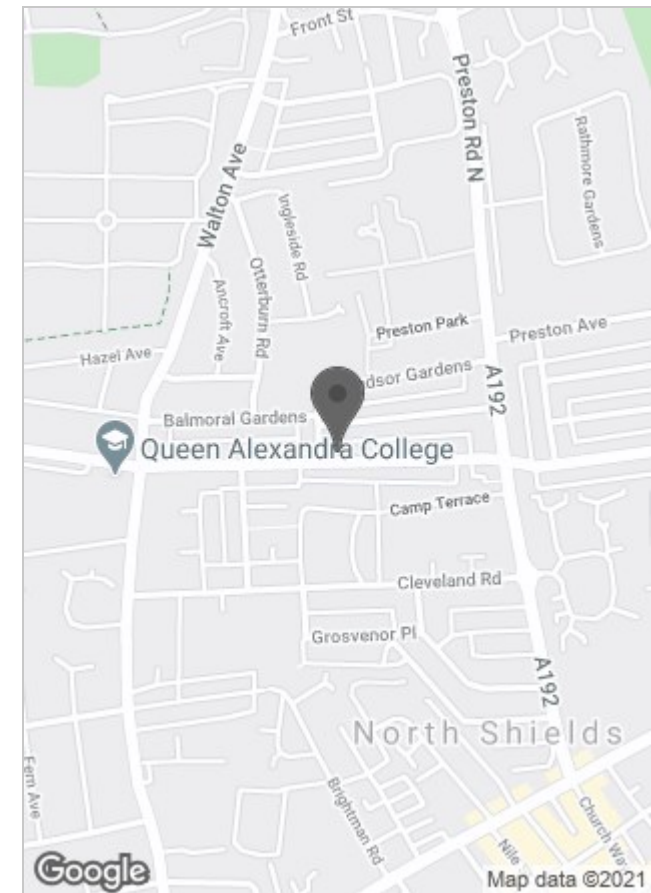 Front St
Preston Rd N
Rathmore Gardens
Walton Ave
Ingleside Rd
Otterburn Rd
Ancroft Ave
Preston Park
Preston Ave
Hazel Ave
dsor Gardens
A192
Balmoral Gardens
Queen Alexandra College
Camp Terrace
Cleveland Rd
Grosvenor Pl
A192
North Shields
Fern Ave
Brightman Rd
Church Wa
Nile
Google
Map data ©2021